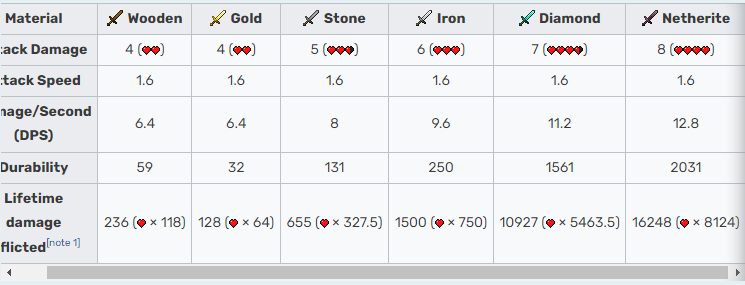 Material Wooden Gold Stone Iron Diamond Netherite
tack Damage 4 ( ) 4 ( ) 5 ( ) 6 ( ) 7 ( ) 8 ( )
ttack Speed 1.6 1.6 1.6 1.6 1.6 1.6
mage/Second
(DPS) 6.4 6.4 8 9.6 11.2 12.8
Durability 59 32 131 250 1561 2031
Lifetime
damage 236 ( × 118) 128 ( × 64) 655 ( × 327.5) 1500 ( × 750) 10927 ( × 5463.5) 16248 ( × 8124)
flicted[note 1]